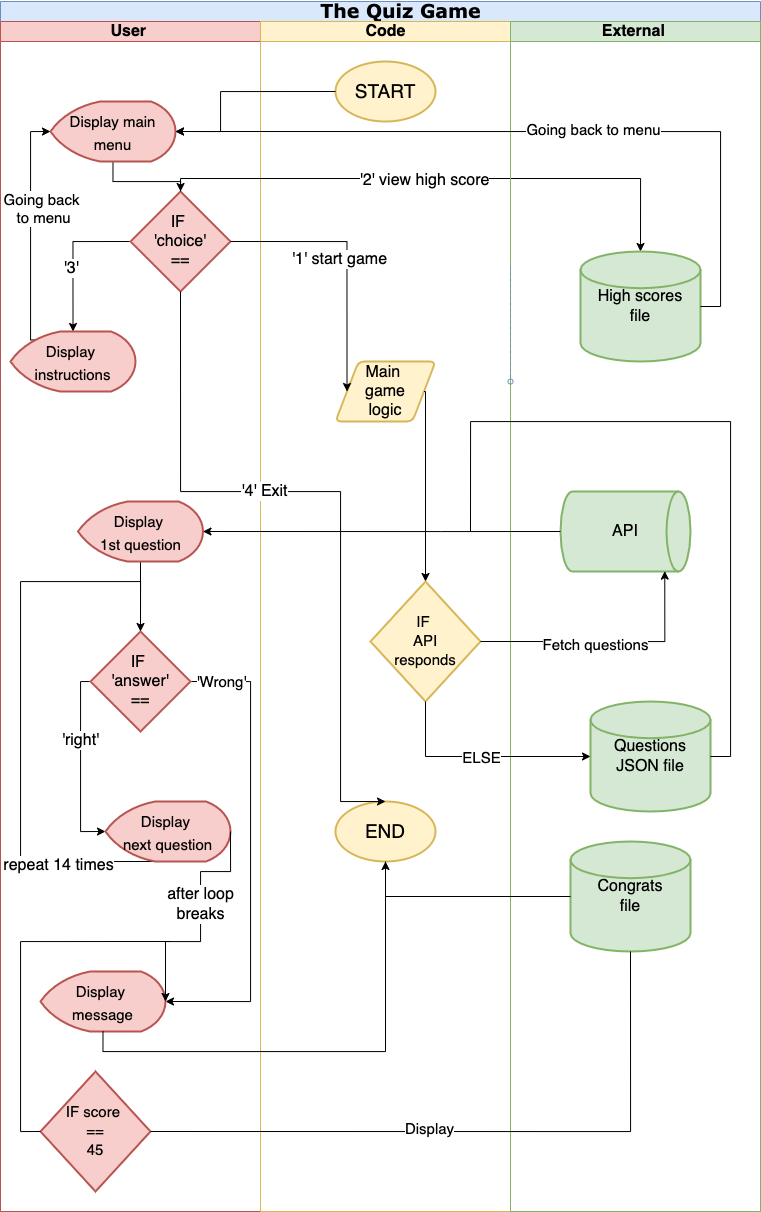 The Quiz Game
User
Code
External
START
Display main
menu
Going back to menu
'2' view high score
Going back
to menu
IF
'choice'
==
'1' start game
'3'
High scores
file
Display
instructions
Main
game
logic
'4' Exit
Display
1st question
API
IF
API
responds
Fetch questions
IF
'answer'
==
'Wrong'
'right'
ELSE
Questions
JSON file
Display
next question
END
repeat 14 times
after loop
breaks
Congrats
file
Display
message
IF score
==
45
Display